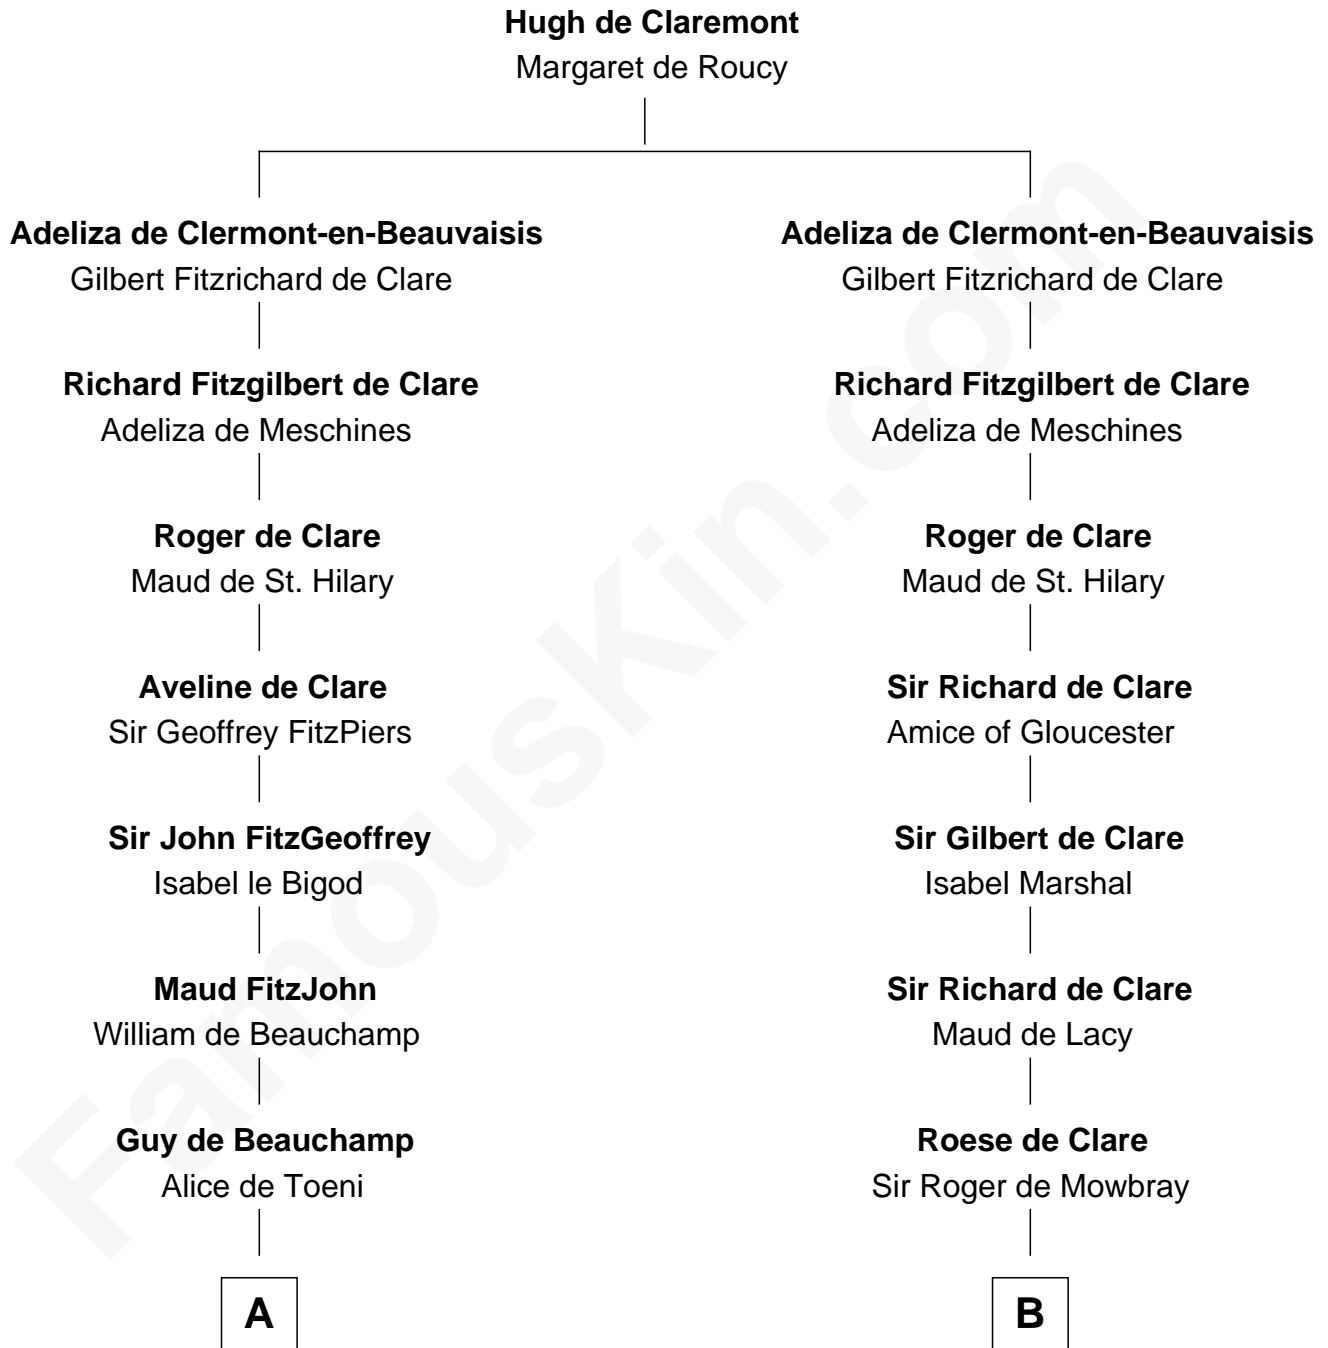 Hugh de Claremont
Margaret de Roucy
Adeliza de Clermont-en-Beauvaisis
Gilbert Fitzrichard de Clare
Richard Fitzgilbert de Clare
Adeliza de Meschines
Roger de Clare
Maud de St. Hilary
Aveline de Clare
Sir Geoffrey FitzPiers
Sir John FitzGeoffrey
Isabel le Bigod
Maud FitzJohn
William de Beauchamp
Guy de Beauchamp
Alice de Toeni
A
Adeliza de Clermont-en-Beauvaisis
Gilbert Fitzrichard de Clare
Richard Fitzgilbert de Clare
Adeliza de Meschines
Roger de Clare
Maud de St. Hilary
Sir Richard de Clare
Amice of Gloucester
Sir Gilbert de Clare
Isabel Marshal
Sir Richard de Clare
Maud de Lacy
Roese de Clare
Sir Roger de Mowbray
B
FamousKin.com